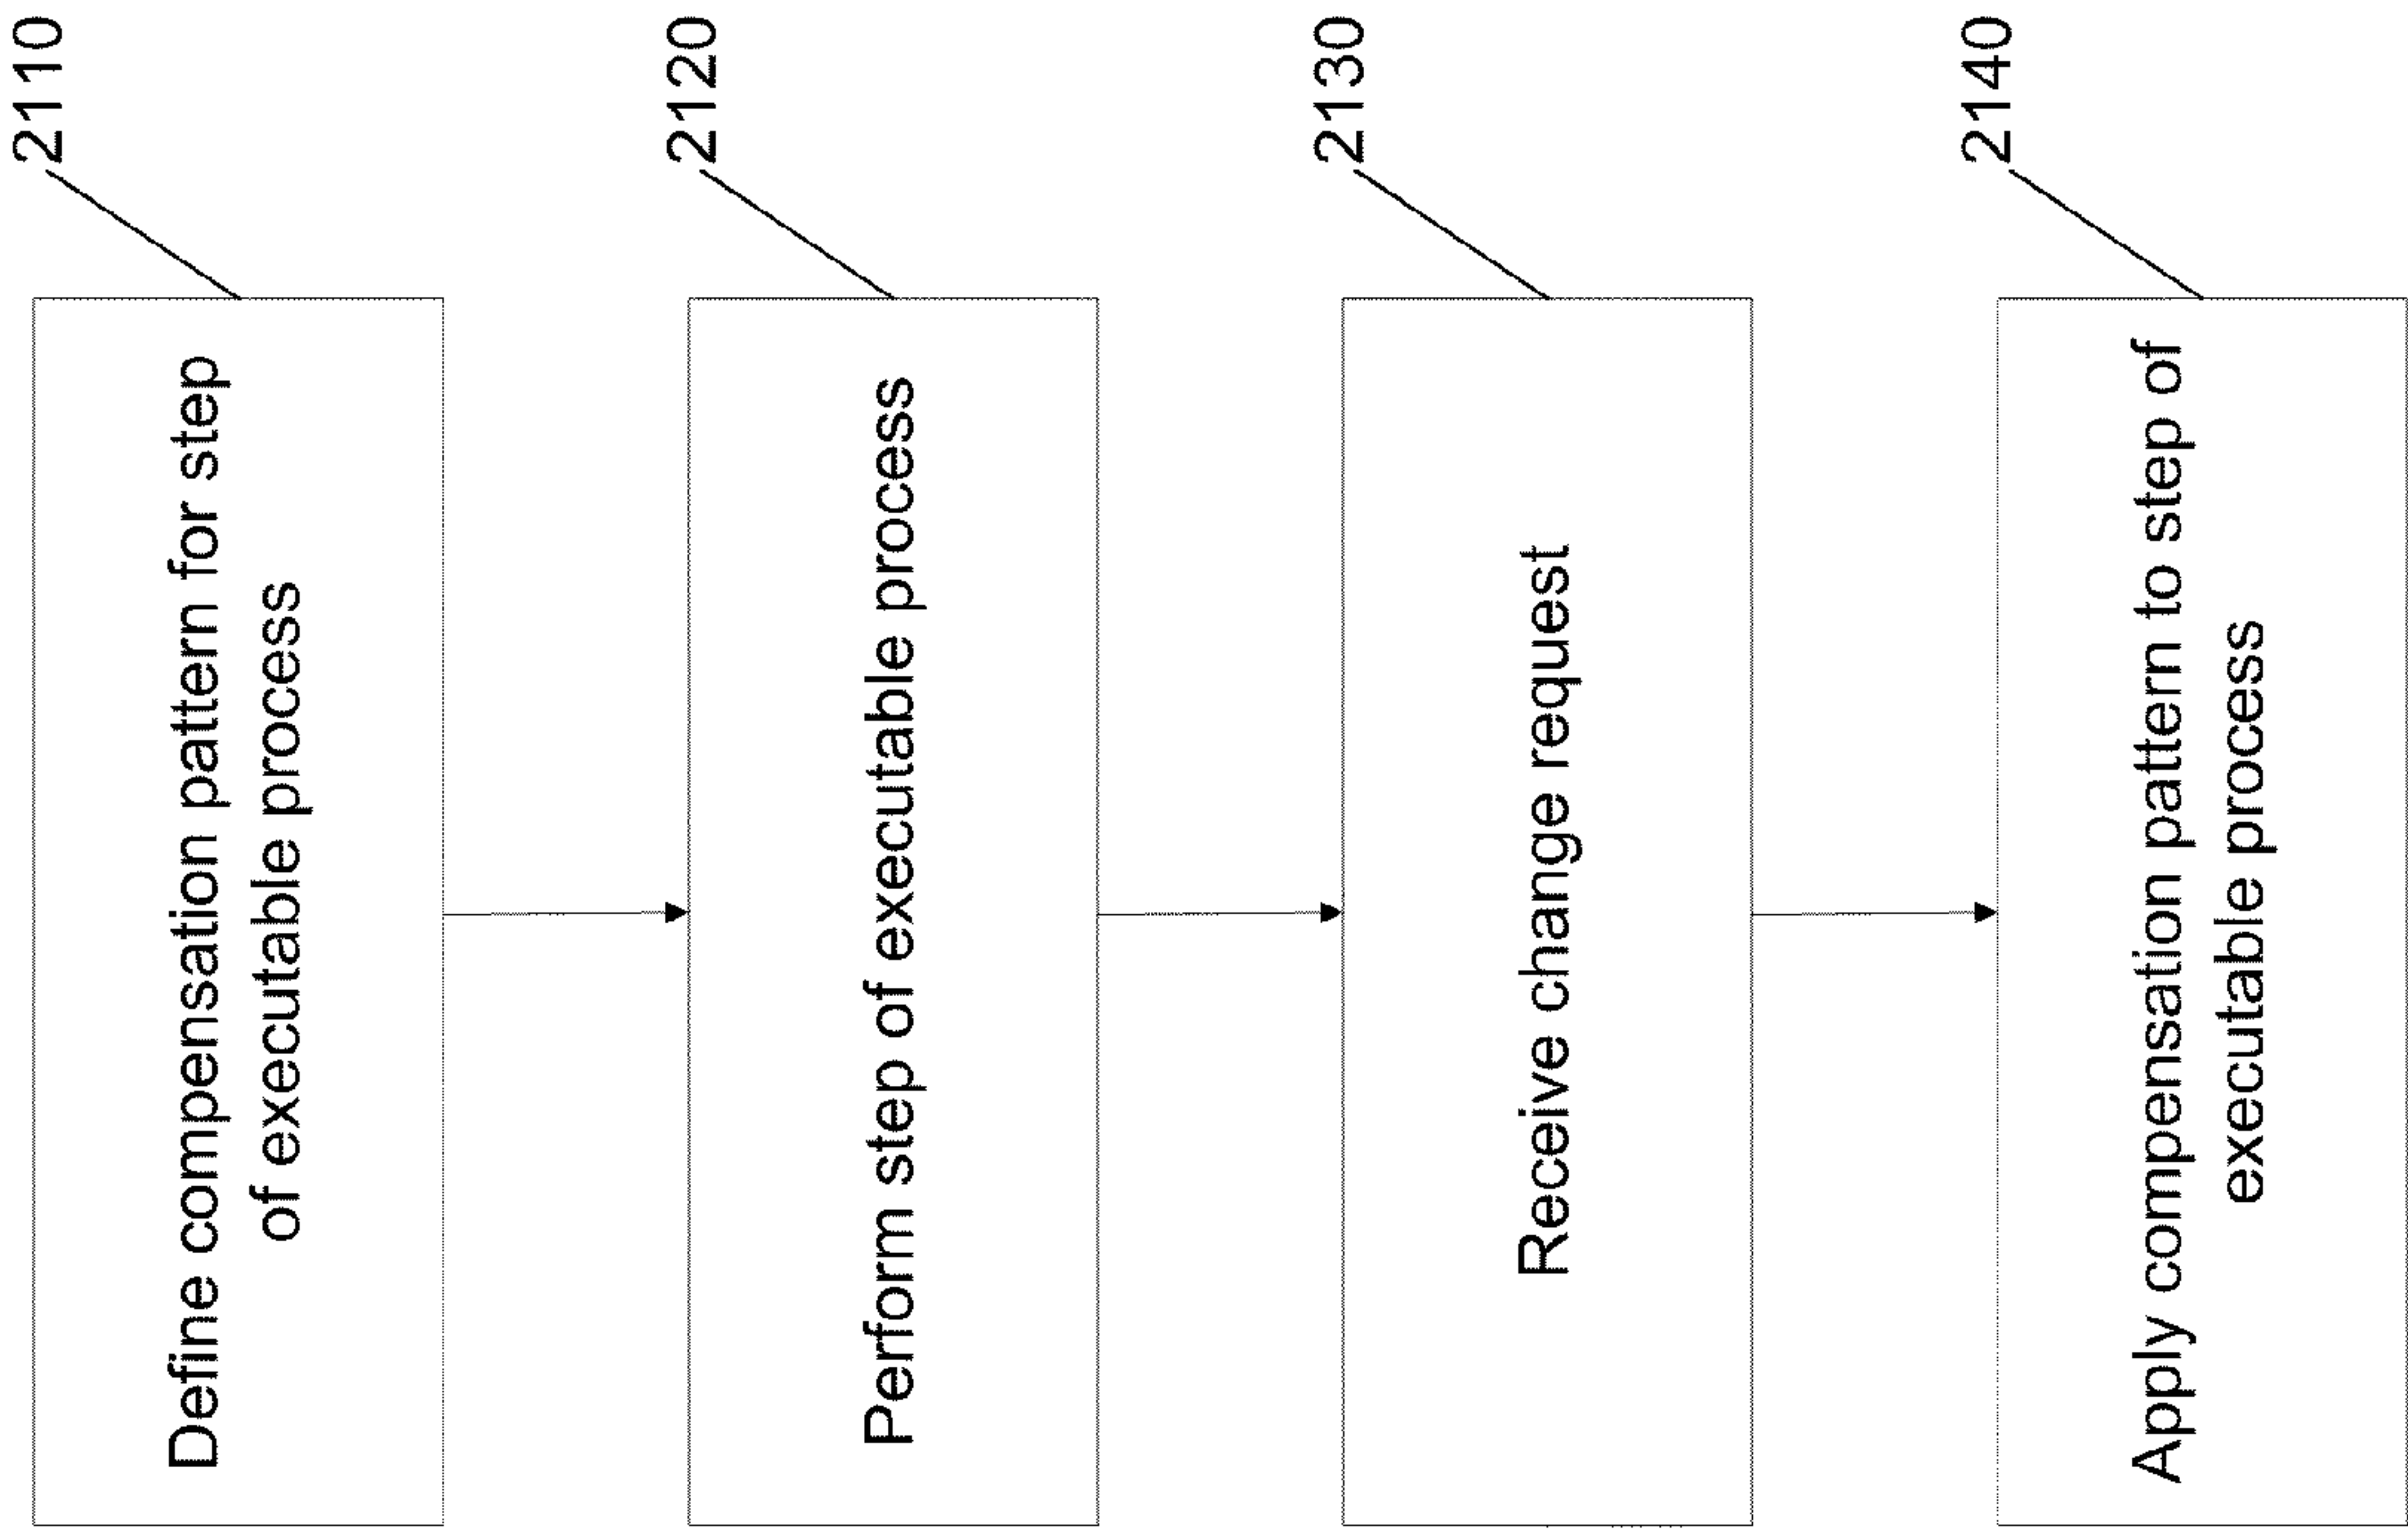 Define compensation pattern for step
of executable process
2110
Perform step of executable process
2120
Receive change request
2130
Apply compensation pattern to step of
executable process
2140